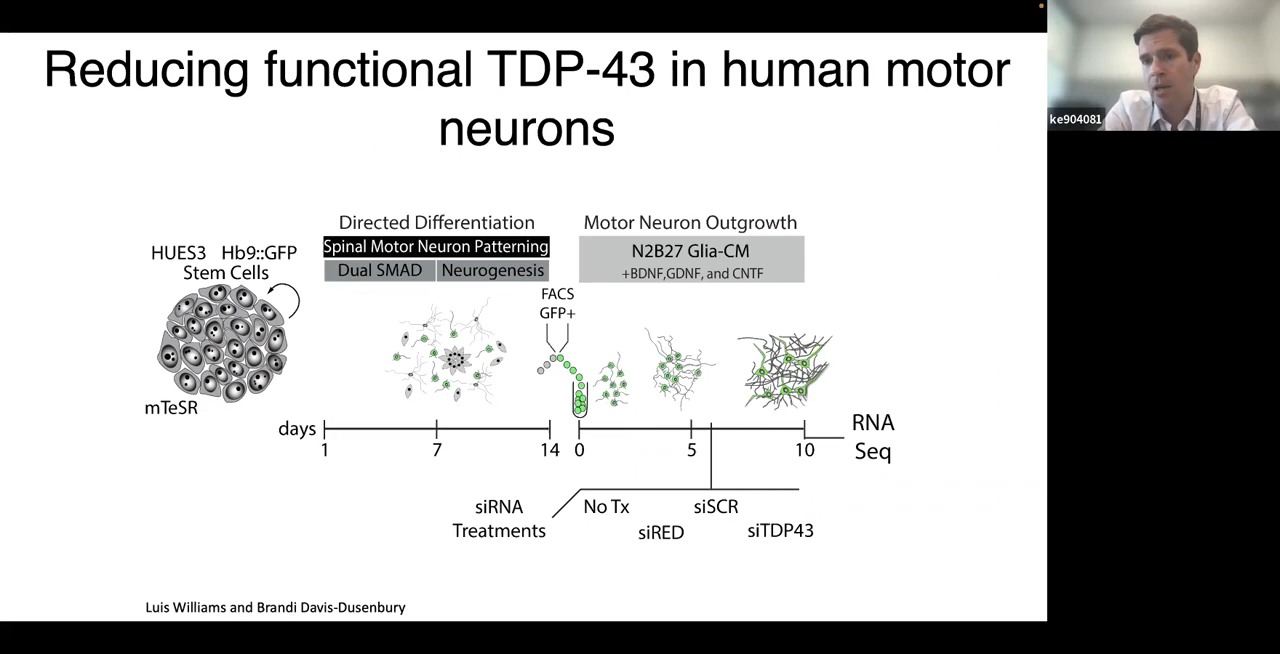 Reducing functional TDP-43 in human motor
neurons
ke904081
Directed Differentiation
Spinal Motor Neuron Patterning
Dual SMAD
Neurogenesis
Motor Neuron Outgrowth
N2B27 Glia-CM
+BDNF,GDNF, and CNTF
HUES3 Hb9::GFP
Stem Cells
mTeSR
FACS
GFP+
days
1
7
14
0
5
10
RNA
Seq
siRNA
Treatments
No Tx
siRED
siSCR
siTDP43
Luis Williams and Brandi Davis-Dusenbury